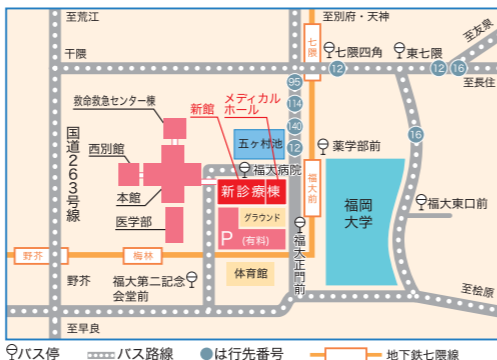 至荒江
至別府・天神
至友泉
干隈
七隈
七隈四角
東七隈
12
12
16
至長住
95
救命救急センター棟
メディカル
ホール
新館
114
国道263号線
五ヶ村池
140
16
12
薬学部前
西別館
福大病院
本館
新診療棟
福大前
福岡
大学
福大東口前
医学部
グラウンド
P
(有料)
福大正門前
野芥
梅林
野芥
福大第二記念
会堂前
体育館
至桧原
至早良
バス停
バス路線
は行先番号
地下鉄七隈線